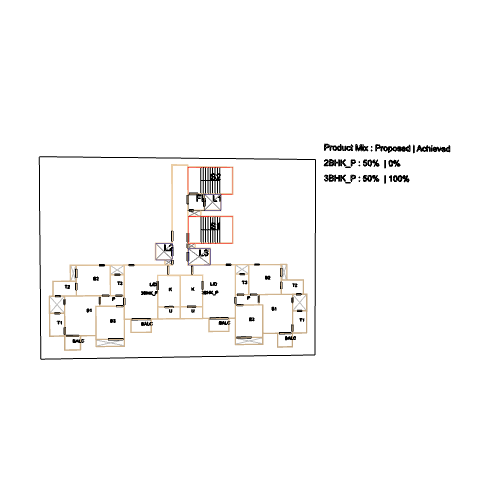 Product Mix : Proposed | Achieved
2BHK_P : 50% | 0%
3BHK_P : 50% | 100%
S2
L1
S1
L2
L3
B2
T2
L/D
L/D
T3
B2
T2
T2
3BHK_P
K
K
3BHK_P
P
P
T1
B1
B3
BALC
U
U
BALC
B3
B1
T1
BALC
BALC